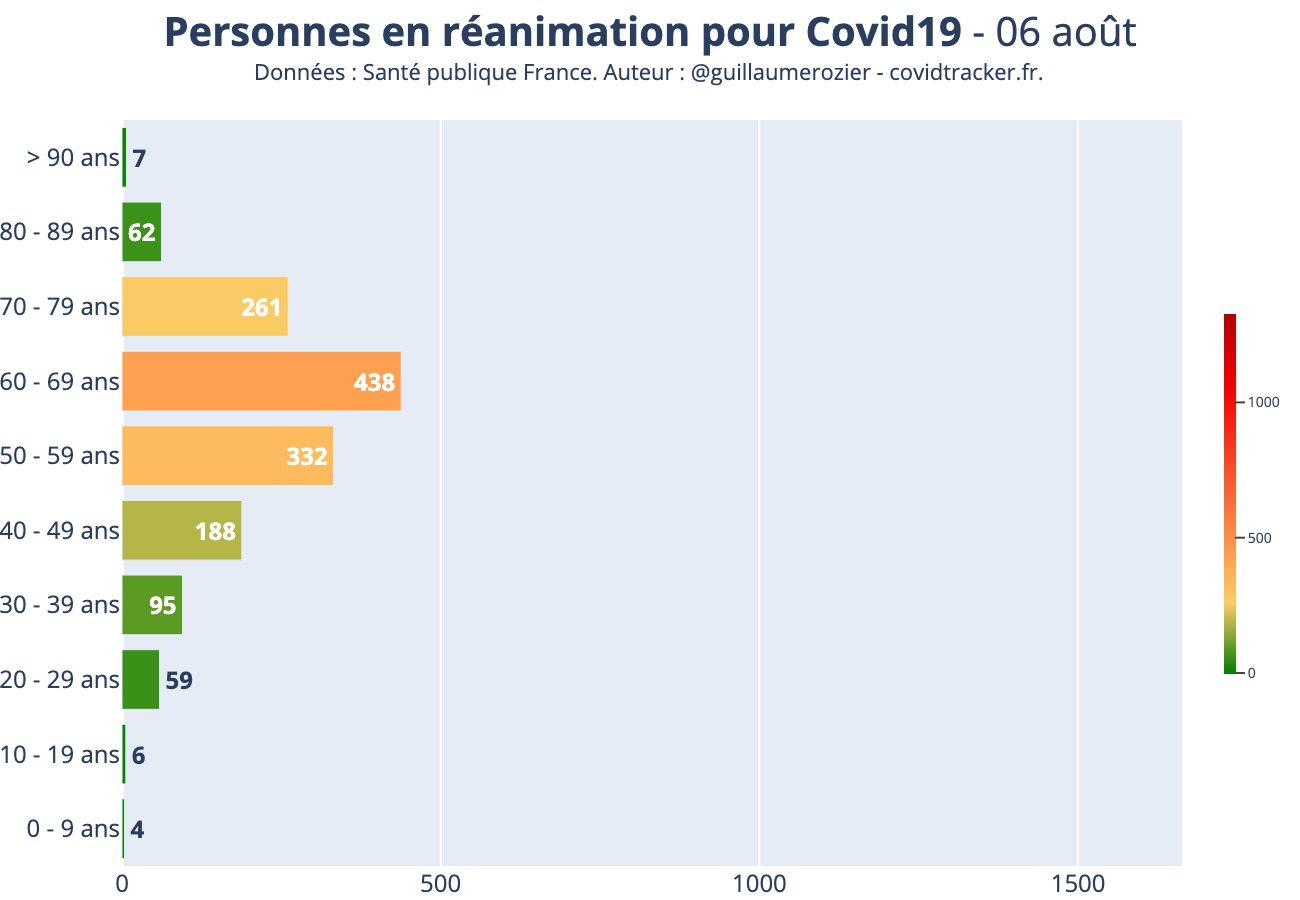 Personnes en réanimation pour Covid19 - 06 août
Données : Santé publique France. Auteur : @guillaumerozier - covidtracker.fr.
> 90 ans 7
80 - 89 ans 62
70 - 79 ans 261
60 - 69 ans 438
50 - 59 ans 332
40 - 49 ans 188
30 - 39 ans 95
20 - 29 ans 59
10 - 19 ans 6
0 - 9 ans 4
0 500 1000 1500
1000
500
0